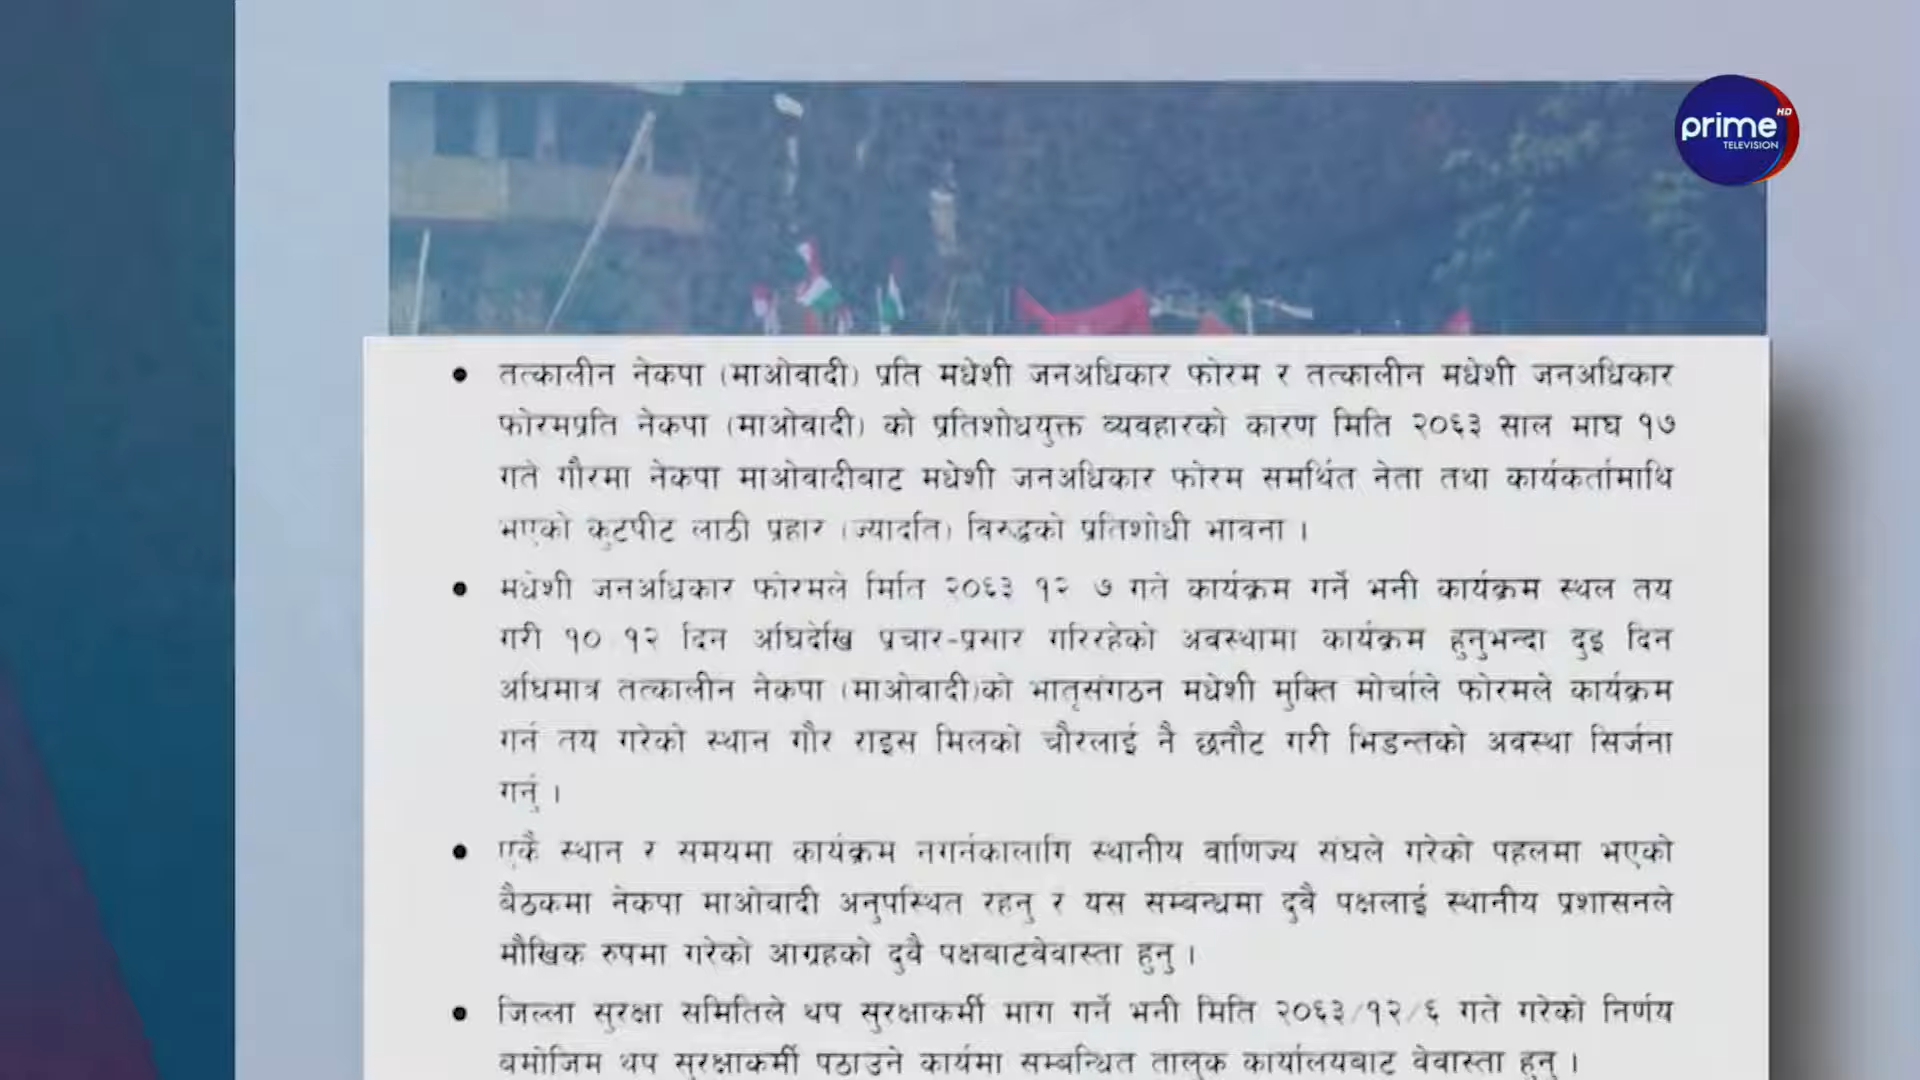 prime HD
TELEVISION
• तत्कालीन नेकपा (माओवादी) प्रति मधेशी जनअधिकार फोरम र तत्कालीन मधेशी जनअधिकार
फोरमप्रति नेकपा (माओवादी) को प्रतिशोधयुक्त व्यवहारको कारण मिति २०६३ साल माघ १७
गते गौरमा नेकपा माओवादीबाट मधेशी जनअधिकार फोरम समर्थित नेता तथा कार्यकर्तामाथि
भएको कुटपीट लाठी प्रहार (ज्यादति) विरुद्धको प्रतिशोधी भावना ।
• मधेशी जनअधिकार फोरमले मिति २०६३ १२ ७ गते कार्यक्रम गर्ने भनी कार्यक्रम स्थल तय
गरी १० १२ दिन अघिदेखि प्रचार-प्रसार गरिरहेको अवस्थामा कार्यक्रम हुनुभन्दा दुइ दिन
अघिमात्र तत्कालीन नेकपा (माओवादी)को भातृसंगठन मधेशी मुक्ति मोर्चाले फोरमले कार्यक्रम
गर्न तय गरेको स्थान गौर राइस मिलको चौरलाई नै छनौट गरी भिडन्तको अवस्था सिर्जना
गर्नु ।
• एकै स्थान र समयमा कार्यक्रम नगर्नकालागि स्थानीय वाणिज्य संघले गरेको पहलमा भएको
बैठकमा नेकपा माओवादी अनुपस्थित रहनु र यस सम्बन्धमा दुवै पक्षलाई स्थानीय प्रशासनले
मौखिक रुपमा गरेको आग्रहको दुवै पक्षबाटवेवास्ता हुनु ।
• जिल्ला सुरक्षा समितिले थप सुरक्षाकर्मी माग गर्ने भनी मिति २०६३/१२/६ गते गरेको निर्णय
बमोजिम थप सुरक्षाकर्मी पठाउने कार्यमा सम्बन्धित तालुक कार्यालयबाट वेवास्ता हुनु ।